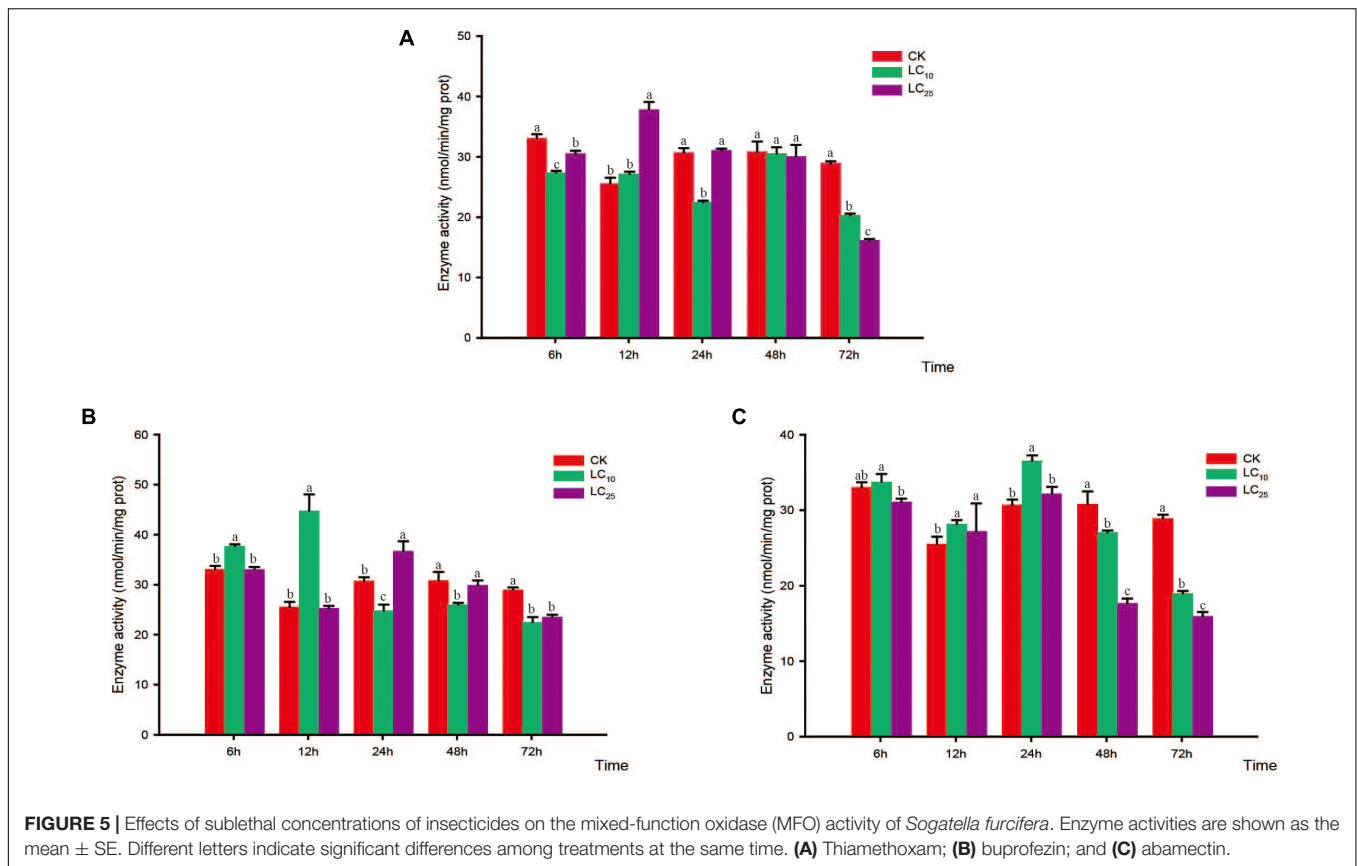 A
50
40
30
20
10
0
Enzyme activity (nmol/min/mg prot)
CK
LC10
LC25
a c b
b b a
a b a
a a a
a b c
6h 12h 24h 48h 72h
Time
B
60
50
40
30
20
10
0
Enzyme activity (nmol/min/mg prot)
CK
LC10
LC25
b a b
b a b
b c a
a b a
a b b
6h 12h 24h 48h 72h
Time
C
40
30
20
10
0
Enzyme activity (nmol/min/mg prot)
CK
LC10
LC25
ab a b
b a a
b a b
a b c
a b c
6h 12h 24h 48h 72h
Time
FIGURE 5 | Effects of sublethal concentrations of insecticides on the mixed-function oxidase (MFO) activity of Sogatella furcifera. Enzyme activities are shown as the
mean ± SE. Different letters indicate significant differences among treatments at the same time. (A) Thiamethoxam; (B) buprofezin; and (C) abamectin.